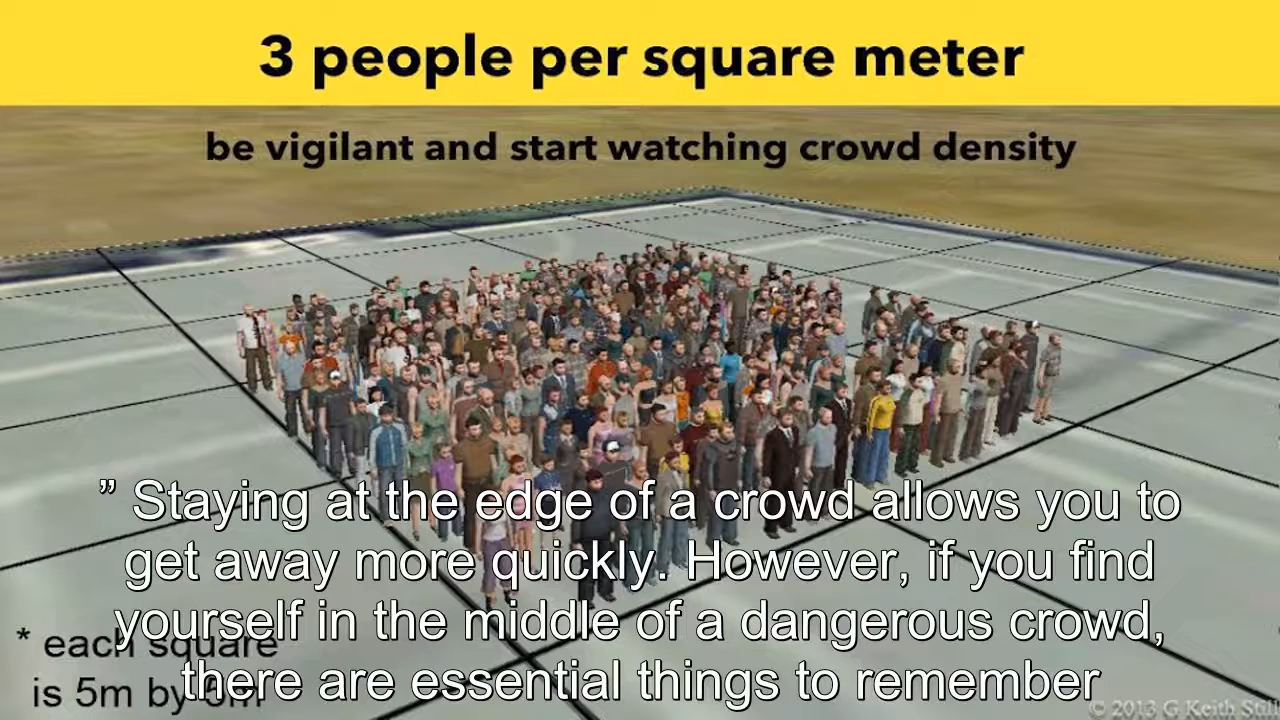 3 people per square meter
be vigilant and start watching crowd density
” Staying at the edge of a crowd allows you to
get away more quickly. However, if you find
yourself in the middle of a dangerous crowd,
there are essential things to remember
* each square
is 5m by
© 2013 G Keith Still